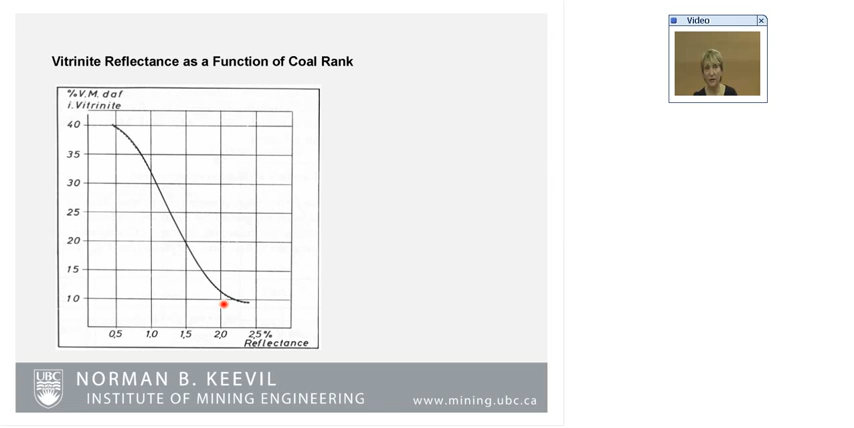 Video
Vitrinite Reflectance as a Function of Coal Rank
%V.M. daf
i. Vitrinite
40
35
30
25
20
15
10
0,5 1,0 1,5 2,0 2,5%
Reflectance
UBC
NORMAN B. KEEVIL
INSTITUTE OF MINING ENGINEERING
www.mining.ubc.ca